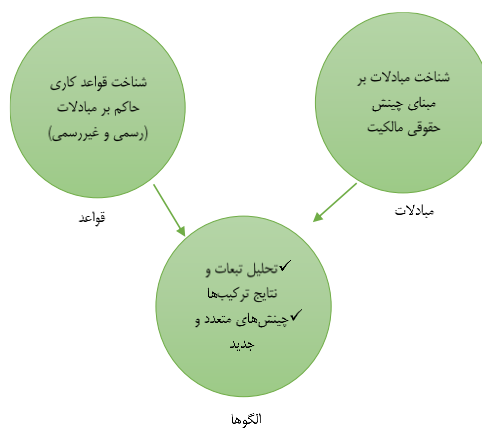 شناخت مبادلات بر
مبنای چینش
حقوقی مالکیت
مبادلات
شناخت قواعد کاری
حاکم بر مبادلات
(رسمی و غیررسمی)
قواعد
✓تحلیل تبعات و
نتایج ترکیب‌ها
✓چینش‌های متعدد و
جدید
الگوها